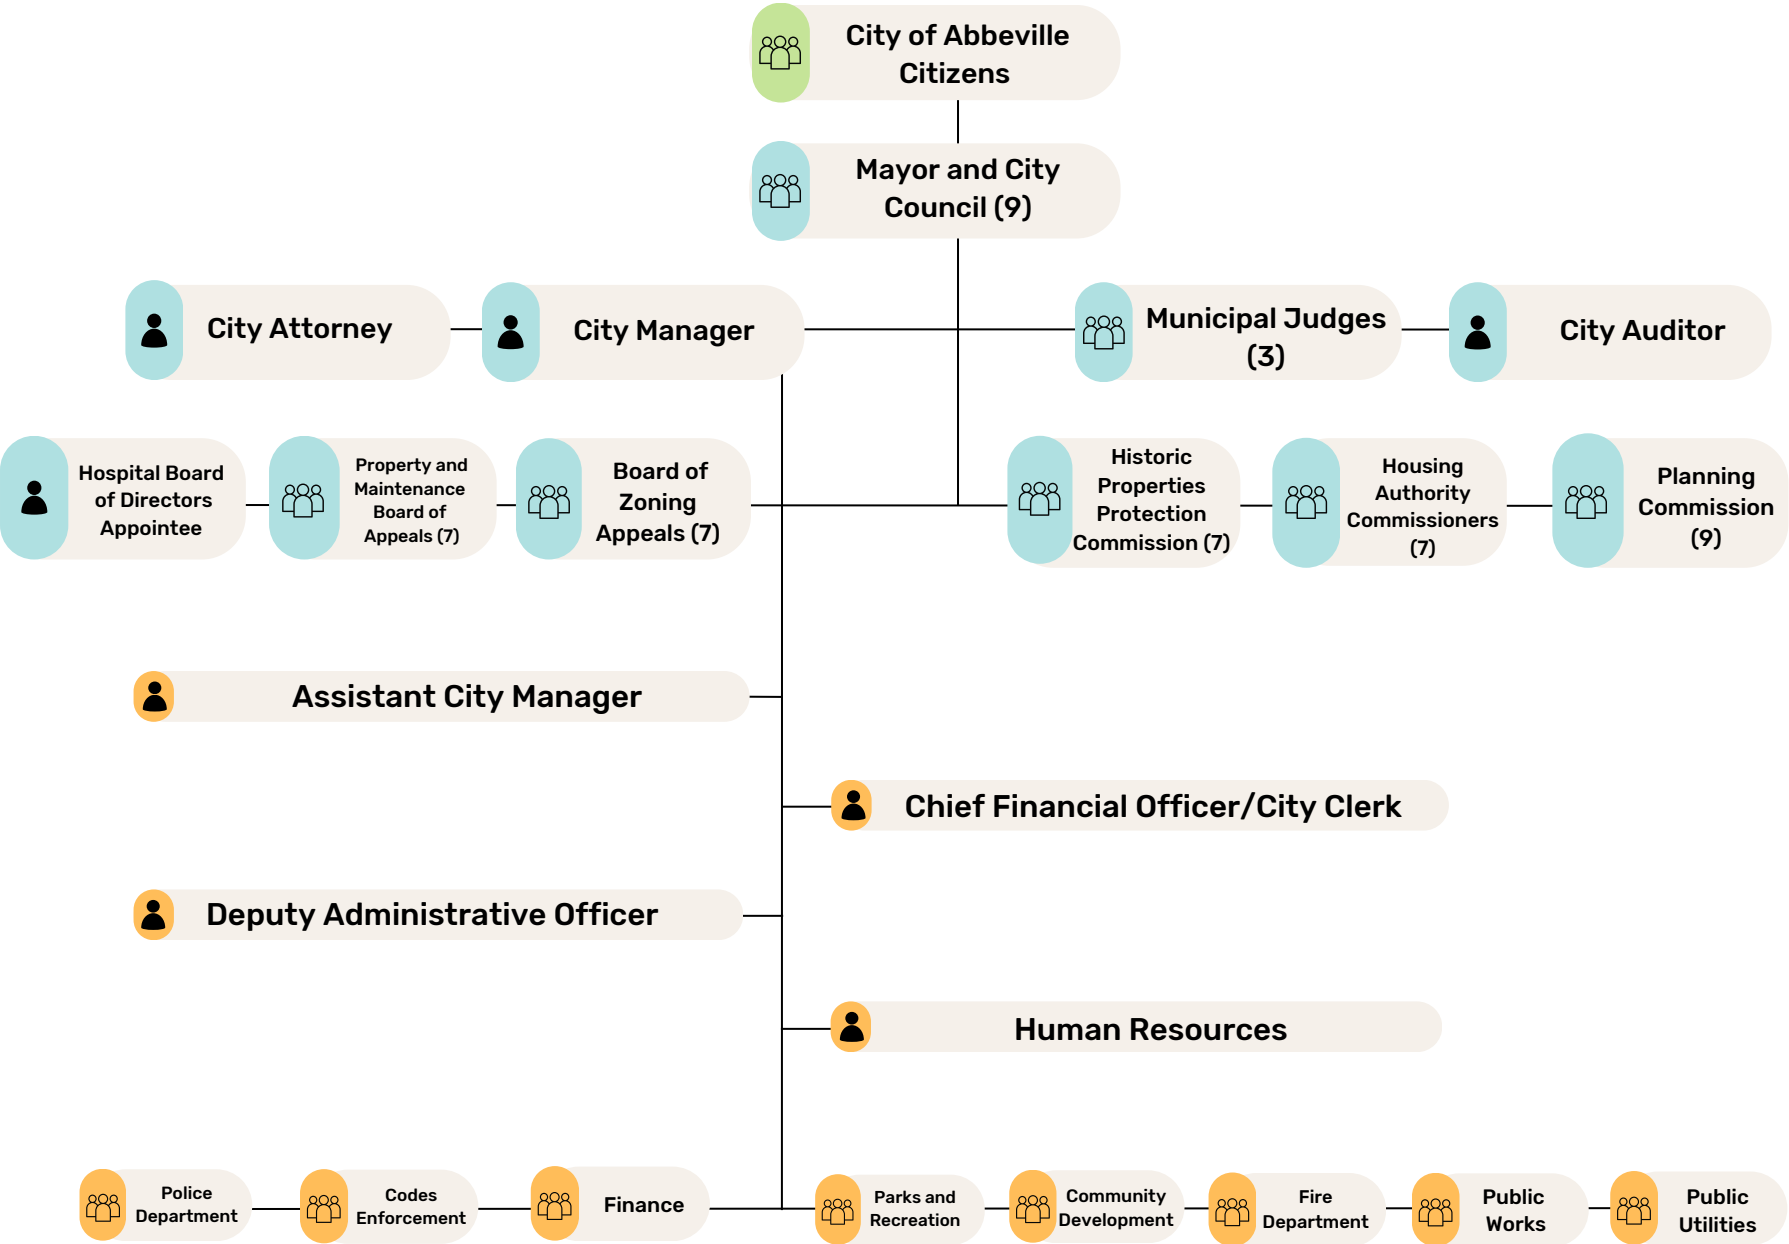 City of Abbeville
Citizens
Mayor and City
Council (9)
City Attorney
City Manager
Municipal Judges
(3)
City Auditor
Hospital Board
of Directors
Appointee
Property and
Maintenance
Board of
Appeals (7)
Board of
Zoning
Appeals (7)
Historic
Properties
Protection
Commission (7)
Housing
Authority
Commissioners
(7)
Planning
Commission
(9)
Assistant City Manager
Chief Financial Officer/City Clerk
Deputy Administrative Officer
Human Resources
Police
Department
Codes
Enforcement
Finance
Parks and
Recreation
Community
Development
Fire
Department
Public
Works
Public
Utilities